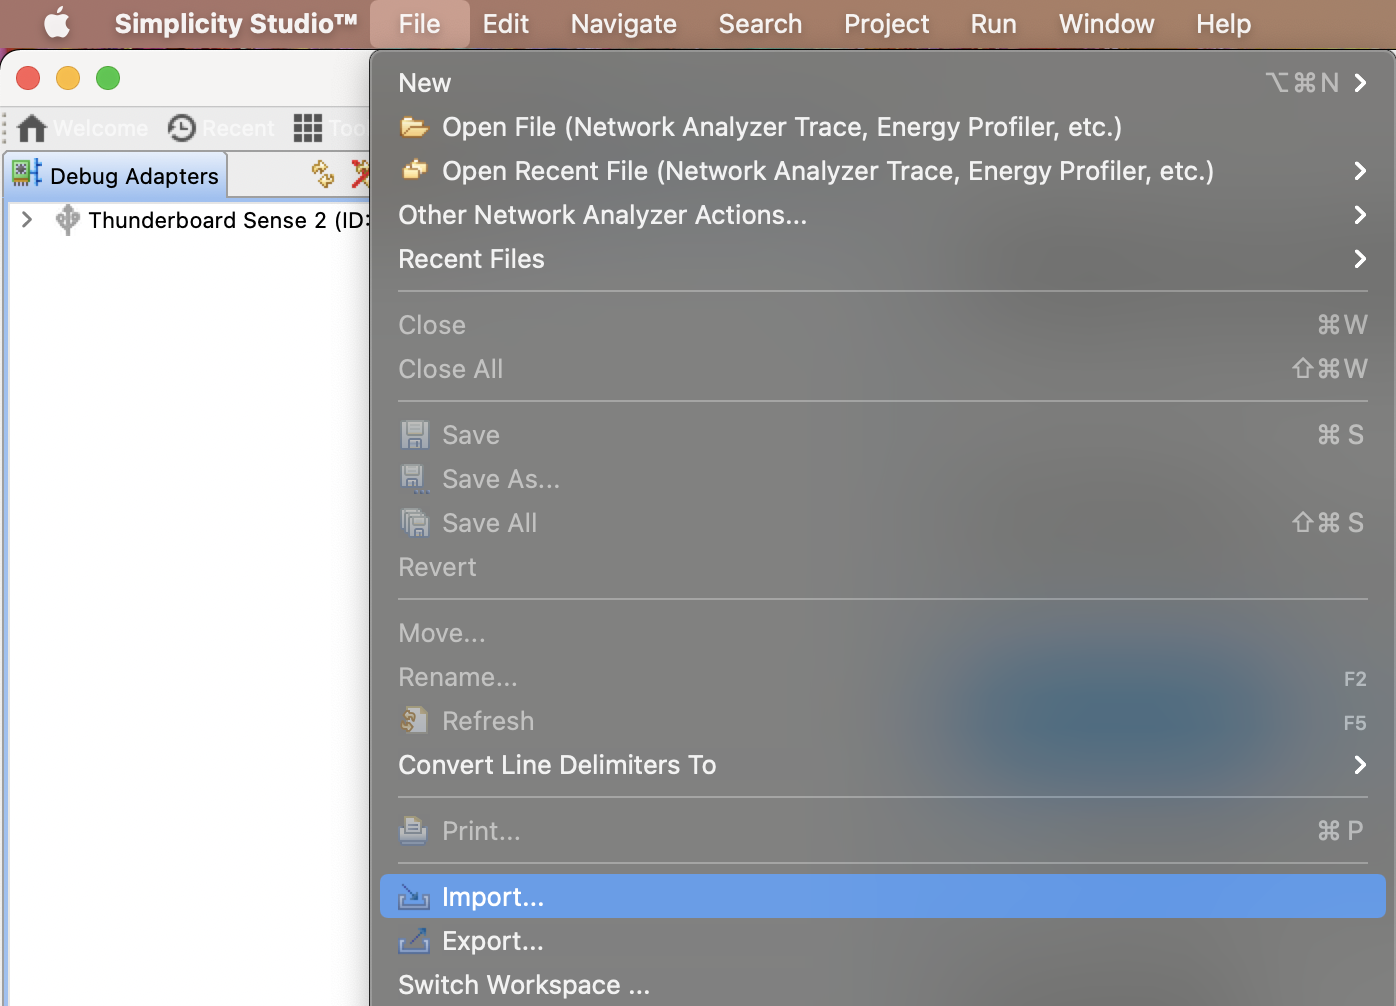 Simplicity Studio™ File Edit Navigate Search Project Run Window Help
Welcome Recent Too
Debug Adapters
Thunderboard Sense 2 (ID:
New ⌥⌘N
Open File (Network Analyzer Trace, Energy Profiler, etc.)
Open Recent File (Network Analyzer Trace, Energy Profiler, etc.)
Other Network Analyzer Actions...
Recent Files
Close ⌘W
Close All ⇧⌘W
Save ⌘S
Save As...
Save All ⇧⌘S
Revert
Move...
Rename... F2
Refresh F5
Convert Line Delimiters To
Print... ⌘P
Import...
Export...
Switch Workspace ...